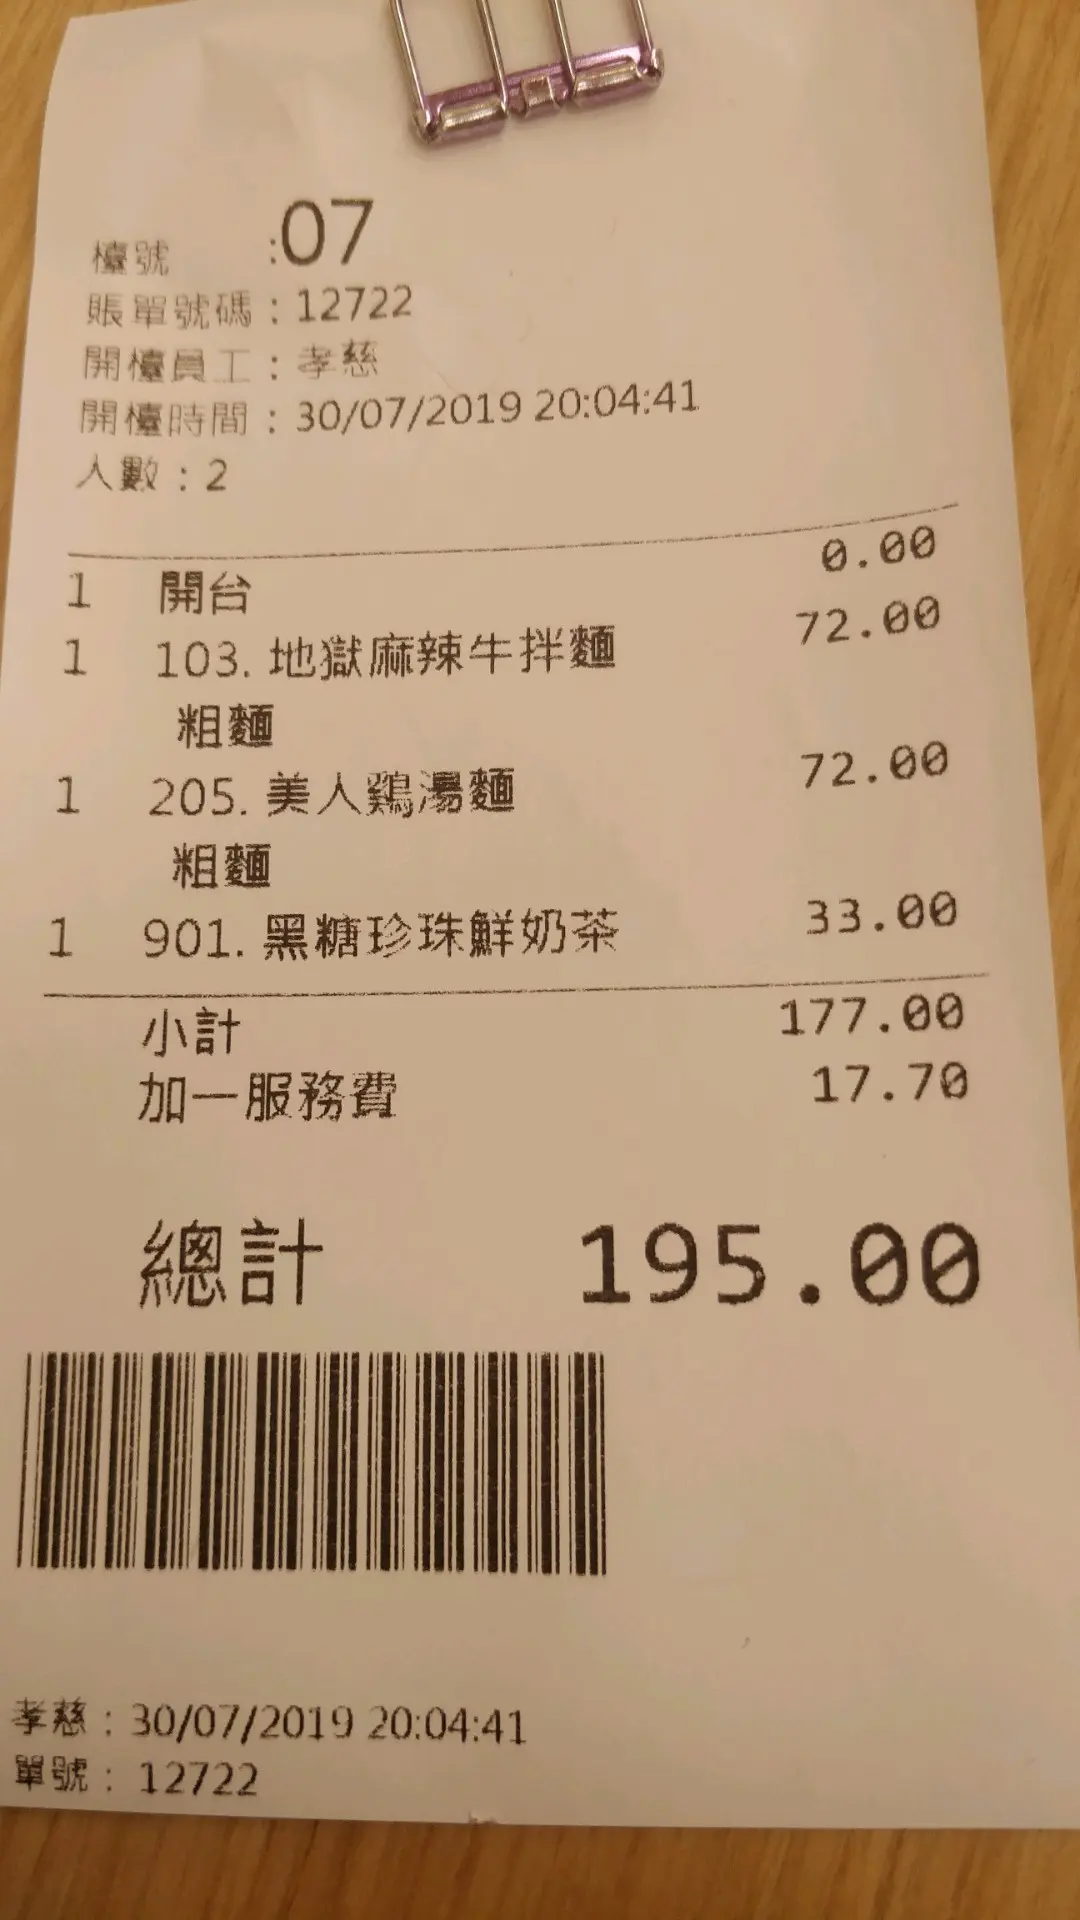 檯號 :07
賬單號碼 : 12722
開檯員工 : 孝慈
開檯時間 : 30/07/2019 20:04:41
人數 : 2
1 開台 0.00
1 103. 地獄麻辣牛拌麵 72.00
粗麵
1 205. 美人鷄湯麵 72.00
粗麵
1 901. 黑糖珍珠鮮奶茶 33.00
小計 177.00
加一服務費 17.70
總計 195.00
孝慈 : 30/07/2019 20:04:41
單號 : 12722